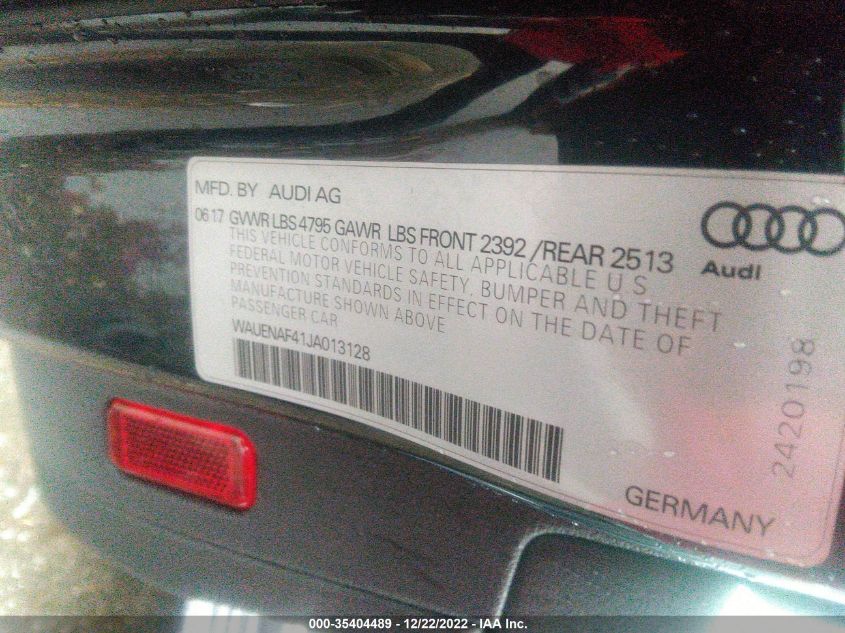 MFD. BY AUDI AG
0617 GVWR LBS 4795 GAWR LBS FRONT 2392 /REAR 2513
THIS VEHICLE CONFORMS TO ALL APPLICABLE U S
FEDERAL MOTOR VEHICLE SAFETY, BUMPER AND THEFT
PREVENTION STANDARDS IN EFFECT ON THE DATE OF
MANUFACTURE SHOWN ABOVE
PASSENGER CAR
WAUENAF41JA013128
Audi
2420198
GERMANY
000-35404489 - 12/22/2022 - IAA Inc.